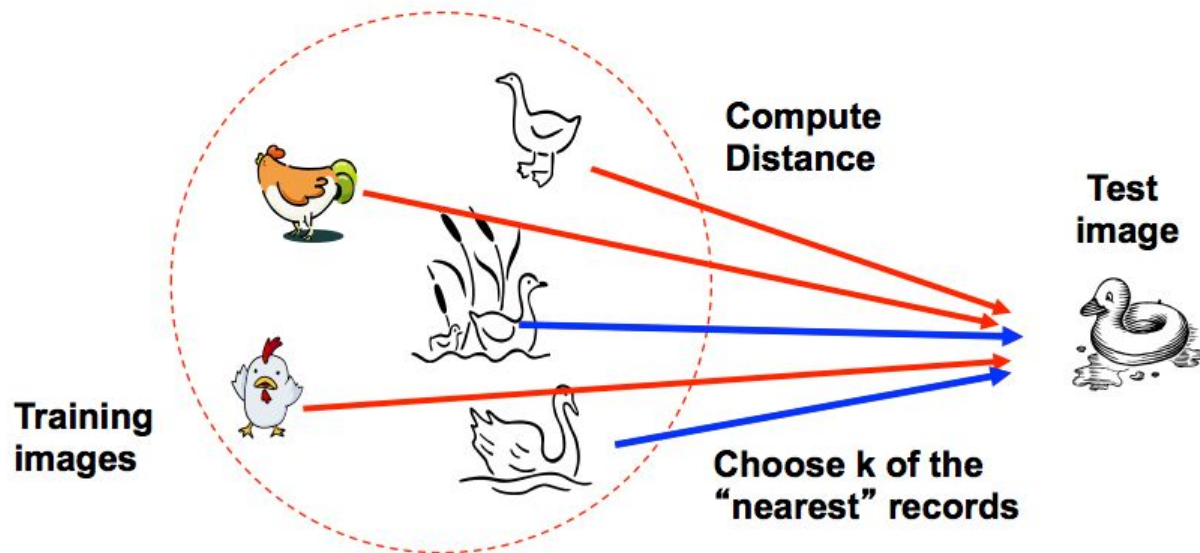 Compute
Distance
Test
image
Training
images
Choose k of the
“nearest” records